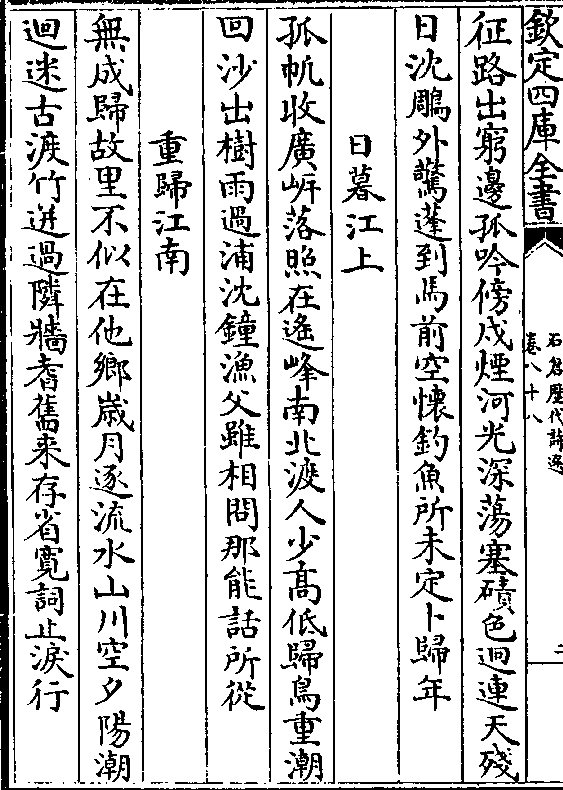 欽定四庫全書
石倉歷代詩選
卷八十八
二
征路出窮邊孤吟傍戍煙河光深蕩塞磧色迥連天殘
日沈鵰外驚蓬到馬前空懷釣魚所未定卜歸年
日暮江上
孤帆收廣岍落照在遙峰南北渡人少高低歸鳥重潮
回沙出樹雨過浦沈鐘漁父雖相問那能話所從
重歸江南
無成歸故里不似在他鄉歲月逐流水山川空夕陽潮
迴迷古渡竹迸過隣牆耆舊來存省寬詞止淚行